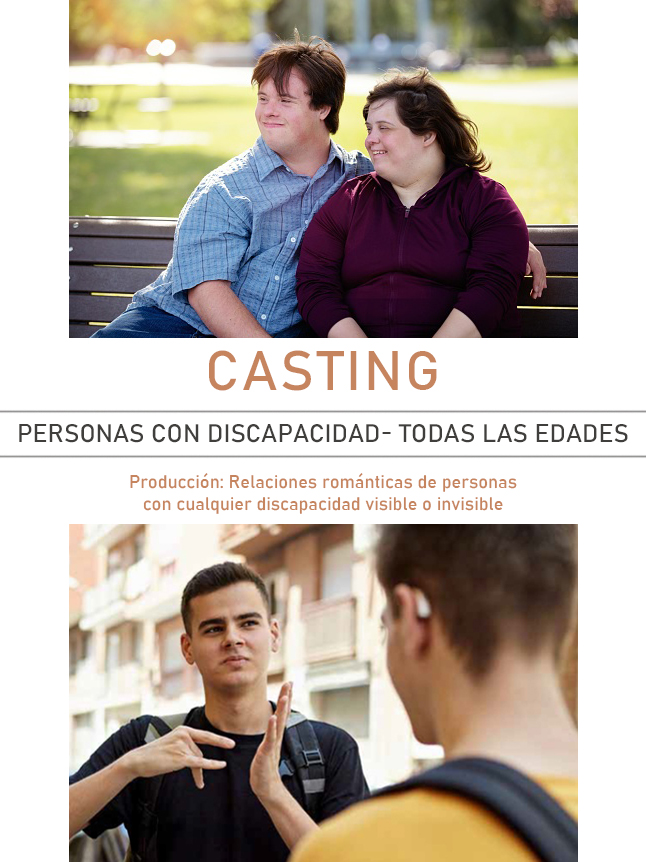 CASTING
PERSONAS CON DISCAPACIDAD- TODAS LAS EDADES
Producción: Relaciones románticas de personas
con cualquier discapacidad visible o invisible